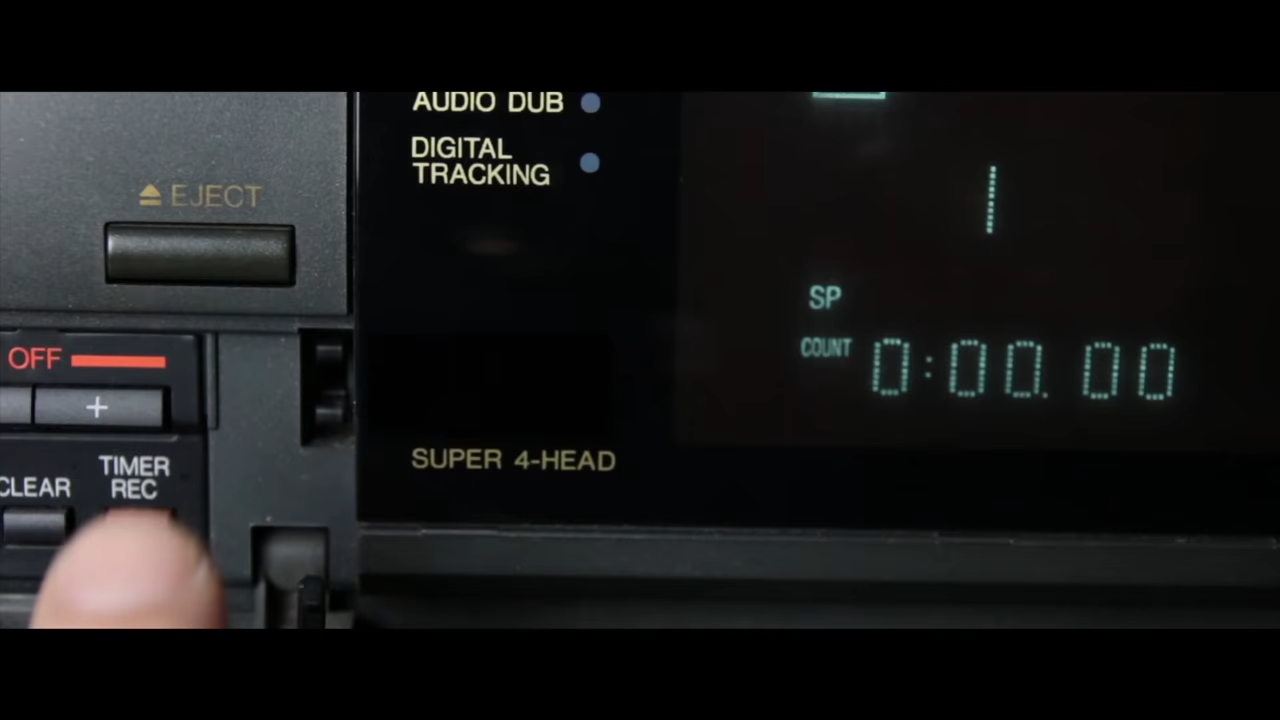 AUDIO DUB
DIGITAL
TRACKING
EJECT
SP
COUNT 0:00.00
OFF
+
SUPER 4-HEAD
CLEAR
TIMER
REC